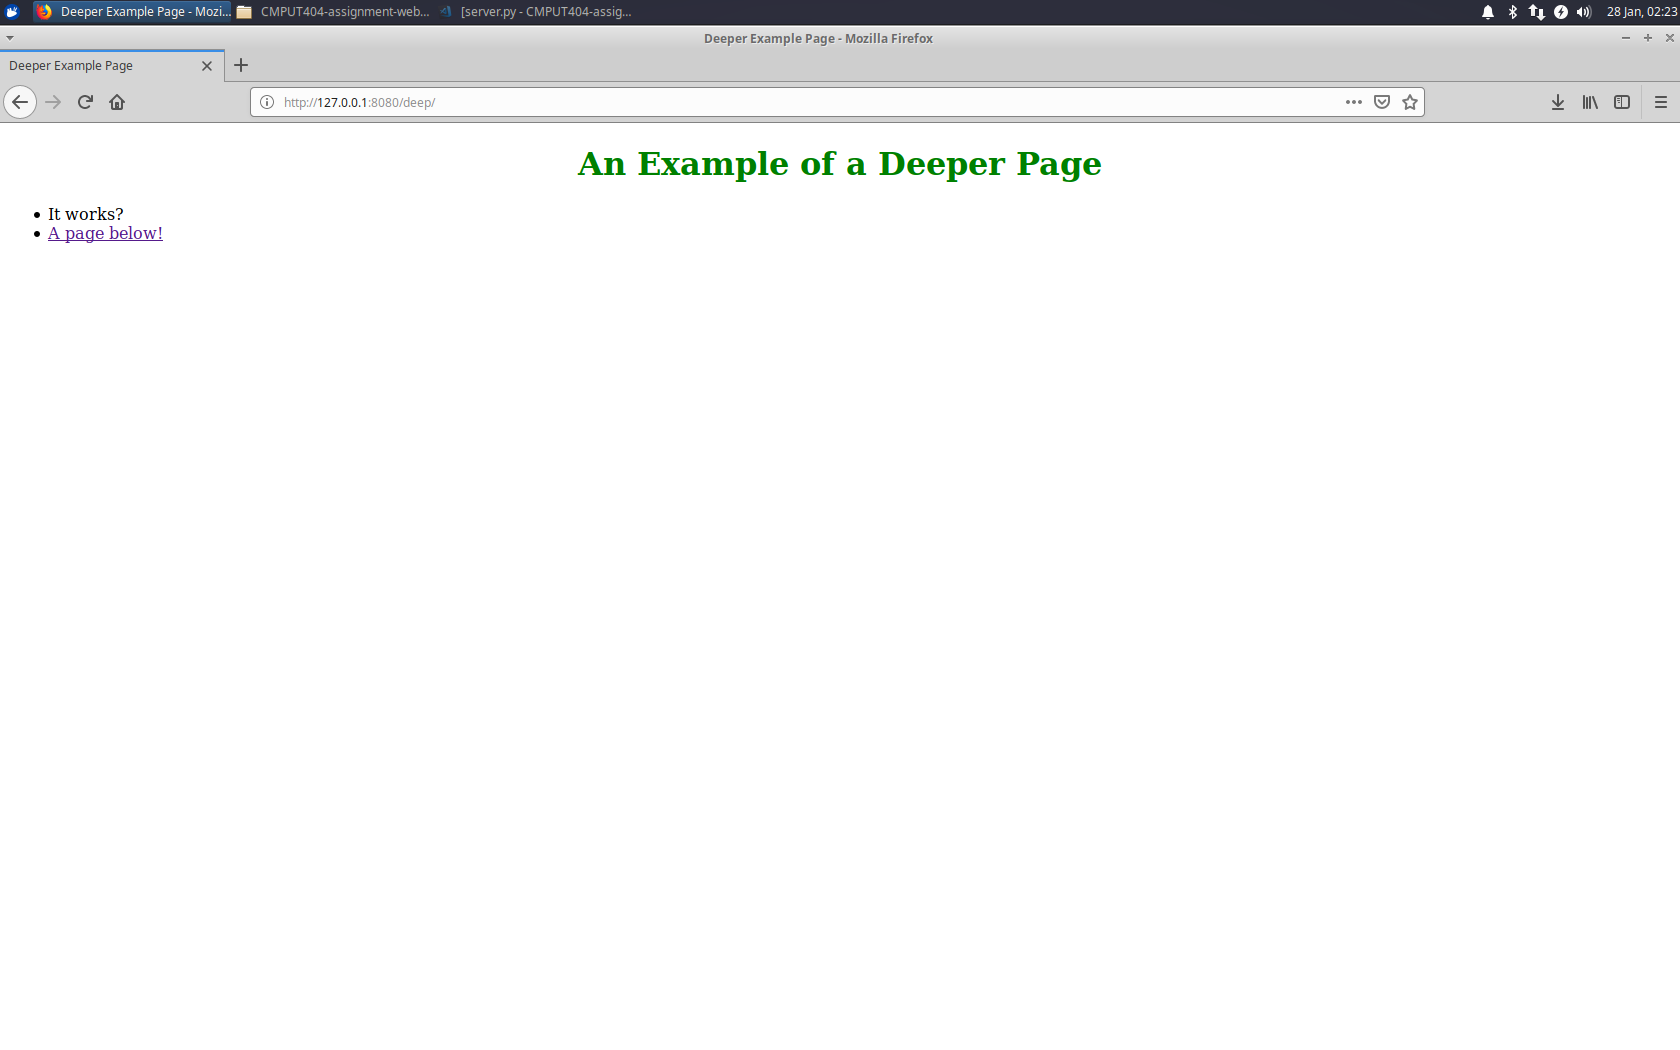 Deeper Example Page - Mozi... CMPUT404-assignment-web... [server.py - CMPUT404-assig... 28 Jan, 02:23
Deeper Example Page - Mozilla Firefox
Deeper Example Page
http://127.0.0.1:8080/deep/
An Example of a Deeper Page
It works?
A page below!